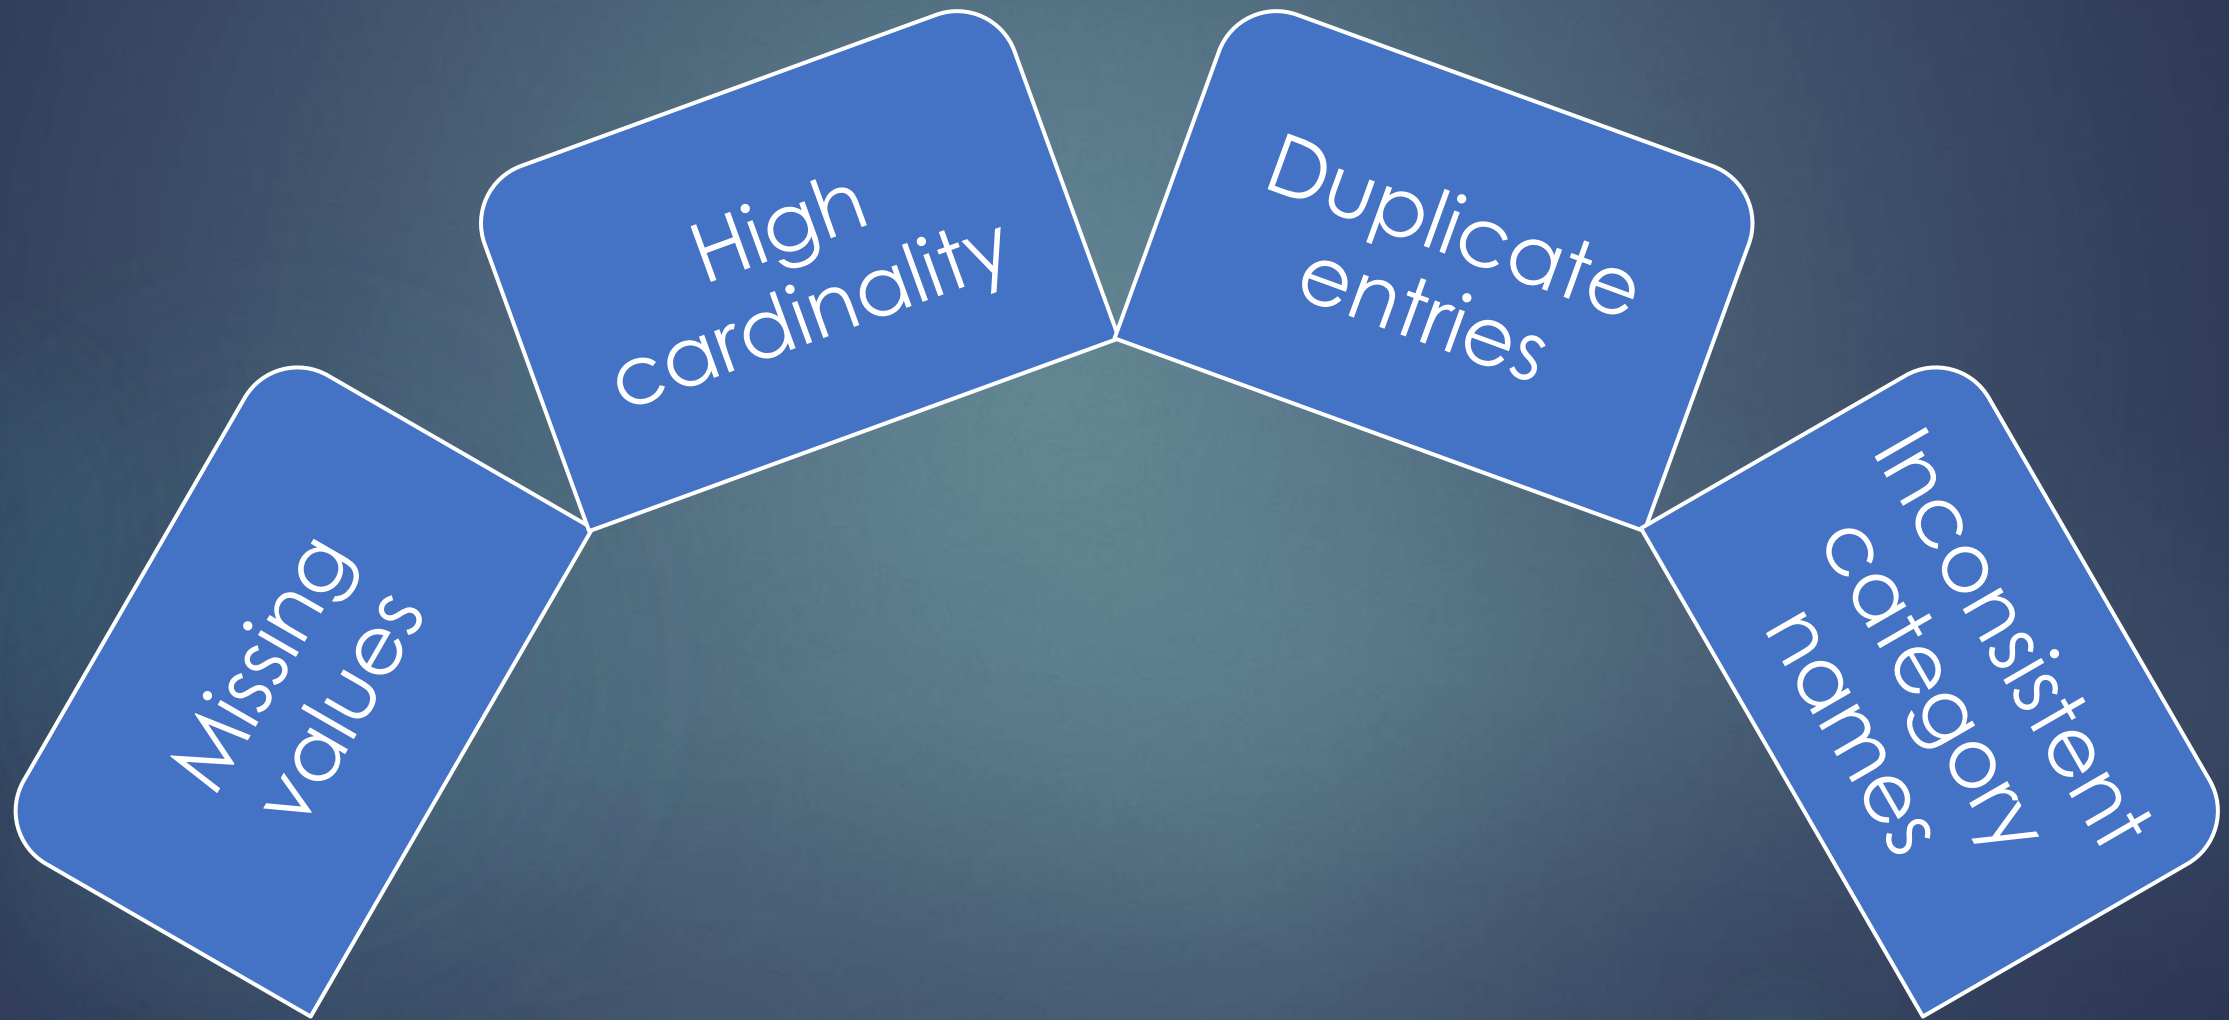 Missing
values
High
cardinality
Duplicate
entries
Inconsistent
category
names